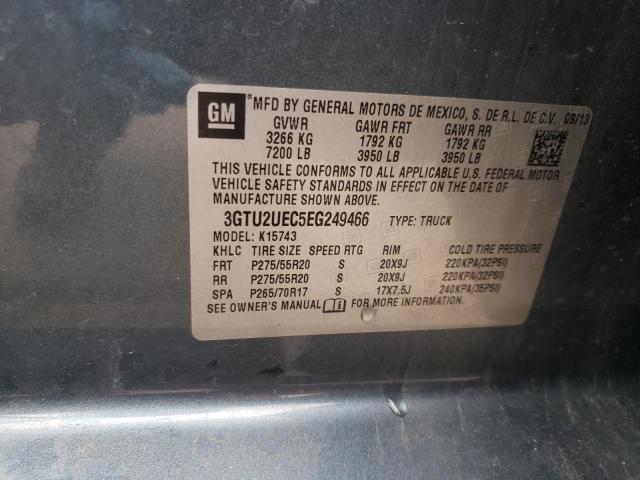 GM
MFD BY GENERAL MOTORS DE MEXICO, S. DE R.L. DE C.V. 09/13
GVWR GAWR FRT GAWR RR
3266 KG 1792 KG 1792 KG
7200 LB 3950 LB 3950 LB
THIS VEHICLE CONFORMS TO ALL APPLICABLE U.S. FEDERAL MOTOR
VEHICLE SAFETY STANDARDS IN EFFECT ON THE DATE OF
MANUFACTURE SHOWN ABOVE.
3GTU2UEC5EG249466 TYPE: TRUCK
MODEL: K15743
KHLC TIRE SIZE SPEED RTG RIM COLD TIRE PRESSURE
FRT P275/55R20 S 20X9J 220KPA(32PSI)
RR P275/55R20 S 20X9J 220KPA(32PSI)
SPA P265/70R17 S 17X7.5J 240KPA(35PSI)
SEE OWNER'S MANUAL FOR MORE INFORMATION.